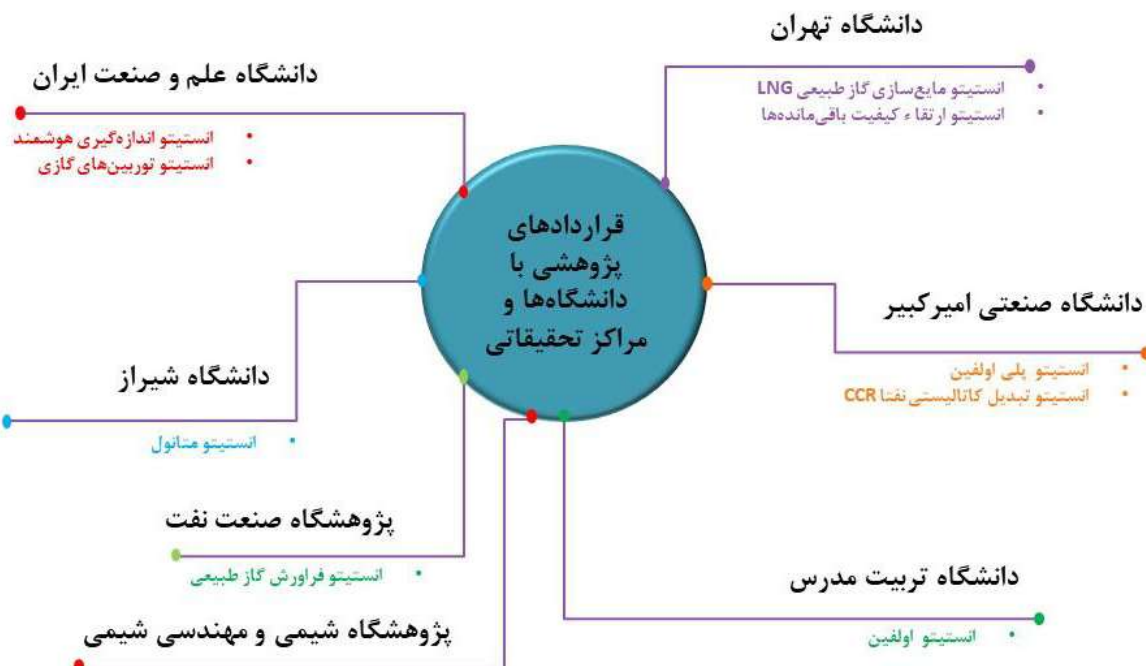 دانشگاه تهران
انستیتو مایع‌سازی گاز طبیعی LNG
انستیتو ارتقاء کیفیت باقی‌مانده‌ها
دانشگاه علم و صنعت ایران
انستیتو اندازه‌گیری هوشمند
انستیتو توربین‌های گازی
قراردادهای
پژوهشی با
دانشگاه‌ها و
مراکز تحقیقاتی
دانشگاه صنعتی امیرکبیر
انستیتو پلی اولفین
انستیتو تبدیل کاتالیستی نفتا CCR
دانشگاه شیراز
انستیتو متانول
پژوهشگاه صنعت نفت
انستیتو فراورش گاز طبیعی
دانشگاه تربیت مدرس
انستیتو اولفین
پژوهشگاه شیمی و مهندسی شیمی